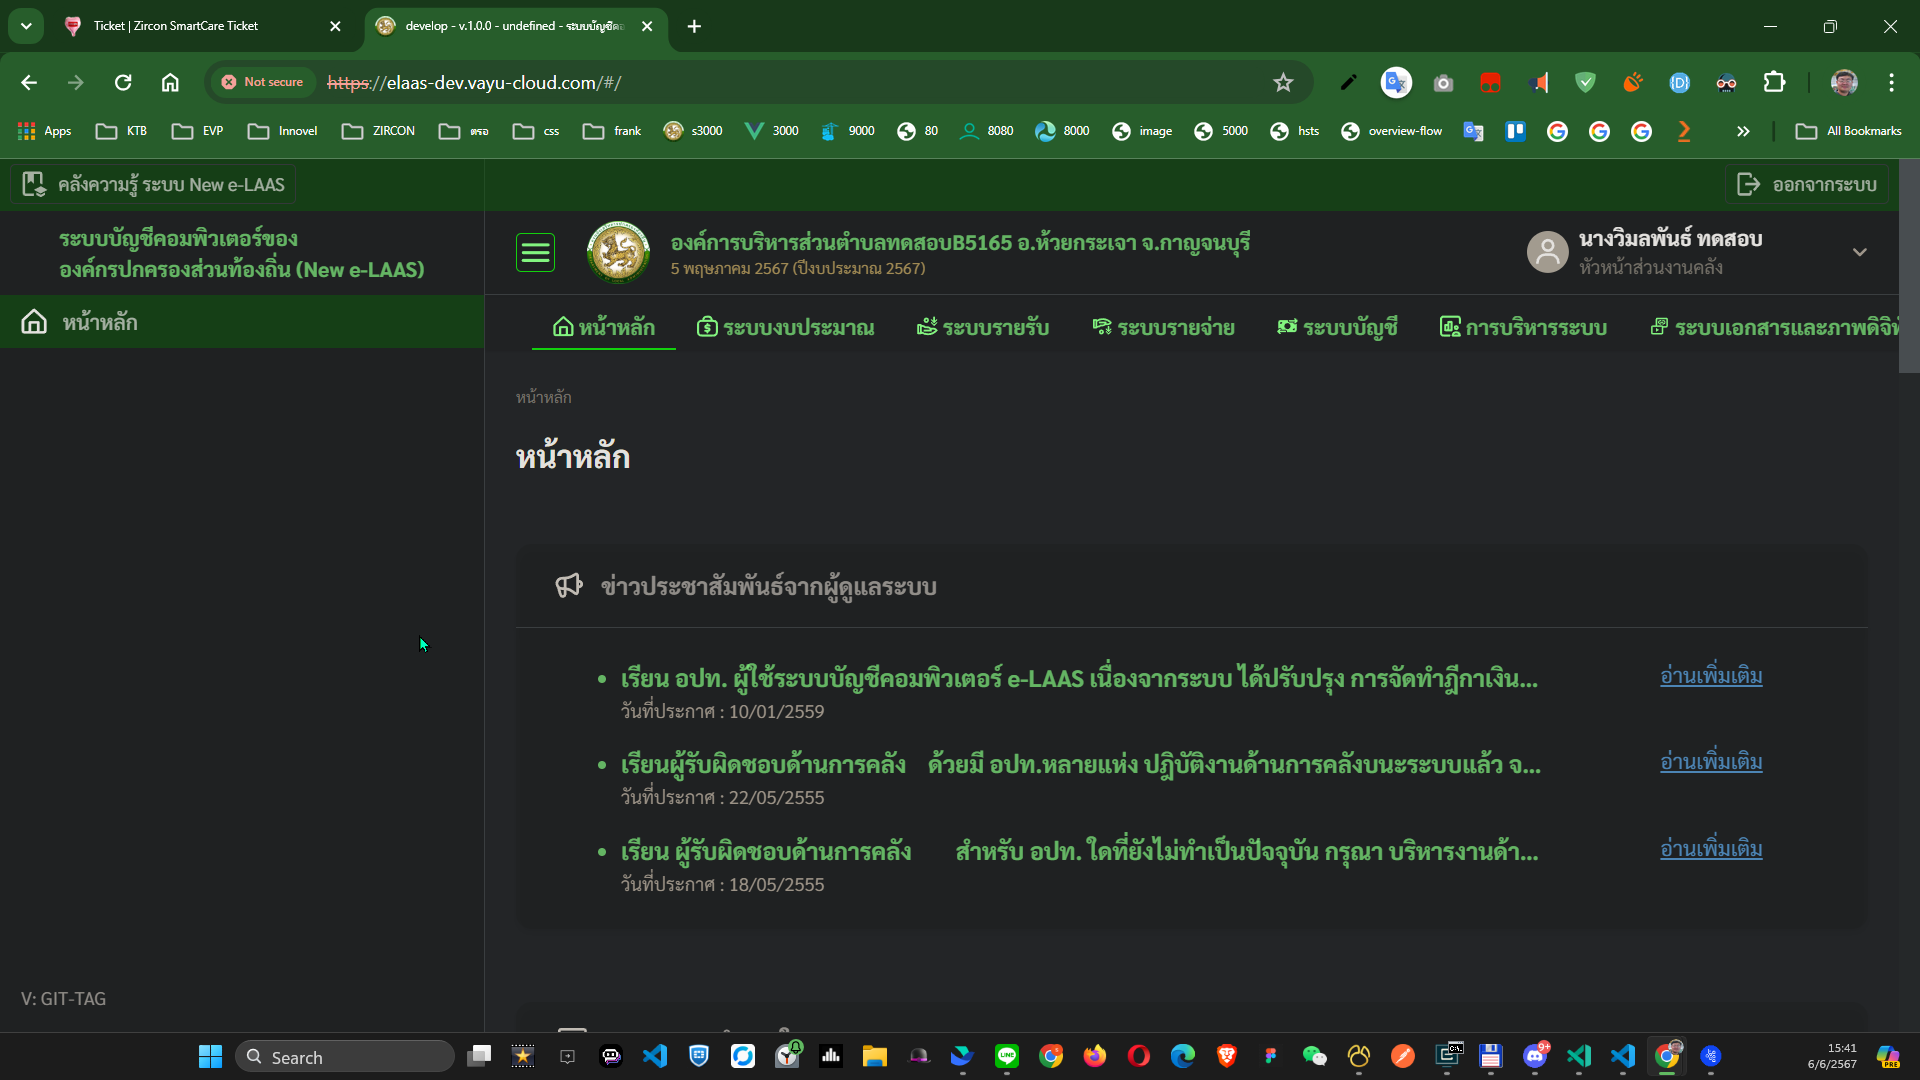 Ticket | Zircon SmartCare Ticket
develop - v.1.0.0 - undefined - ระบบบัญชีคอ
Not secure
https://elaas-dev.vayu-cloud.com/#/
Apps
KTB
EVP
Innovel
ZIRCON
ตรอ
css
frank
s3000
3000
9000
80
8080
8000
image
5000
hsts
overview-flow
All Bookmarks
คลังความรู้ ระบบ New e-LAAS
ออกจากระบบ
ระบบบัญชีคอมพิวเตอร์ของ
องค์กรปกครองส่วนท้องถิ่น (New e-LAAS)
องค์การบริหารส่วนตำบลทดสอบB5165 อ.ห้วยกระเจา จ.กาญจนบุรี
5 พฤษภาคม 2567 (ปีงบประมาณ 2567)
นางวิมลพันธ์ ทดสอบ
หัวหน้าส่วนงานคลัง
หน้าหลัก
หน้าหลัก
ระบบงบประมาณ
ระบบรายรับ
ระบบรายจ่าย
ระบบบัญชี
การบริหารระบบ
ระบบเอกสารและภาพดิจิทั
หน้าหลัก
หน้าหลัก
ข่าวประชาสัมพันธ์จากผู้ดูแลระบบ
เรียน อปท. ผู้ใช้ระบบบัญชีคอมพิวเตอร์ e-LAAS เนื่องจากระบบ ได้ปรับปรุง การจัดทำฎีกาเงิน...
อ่านเพิ่มเติม
วันที่ประกาศ : 10/01/2559
เรียนผู้รับผิดชอบด้านการคลัง ด้วยมี อปท.หลายแห่ง ปฎิบัติงานด้านการคลังบนะระบบแล้ว จ...
อ่านเพิ่มเติม
วันที่ประกาศ : 22/05/2555
เรียน ผู้รับผิดชอบด้านการคลัง สำหรับ อปท. ใดที่ยังไม่ทำเป็นปัจจุบัน กรุณา บริหารงานด้า...
อ่านเพิ่มเติม
วันที่ประกาศ : 18/05/2555
V: GIT-TAG
Search
9+
15:41
6/6/2567